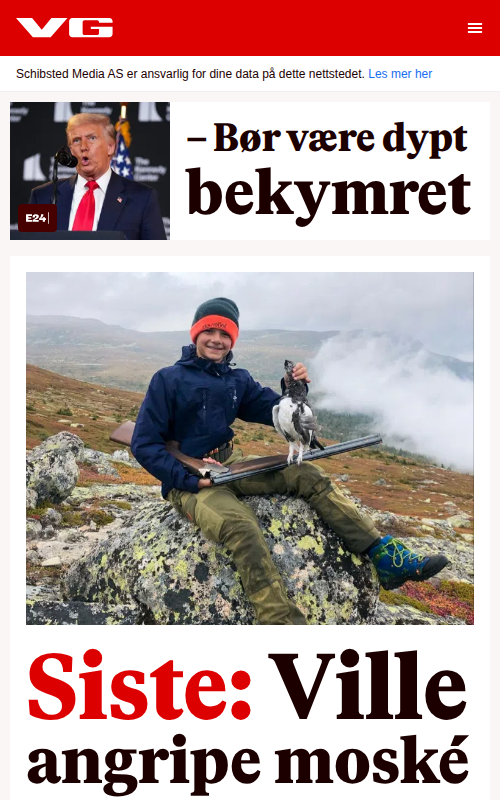 VG
Schibsted Media AS er ansvarlig for dine data på dette nettstedet. Les mer her
– Bør være dypt
bekymret
E24
Siste: Ville
angripe moské